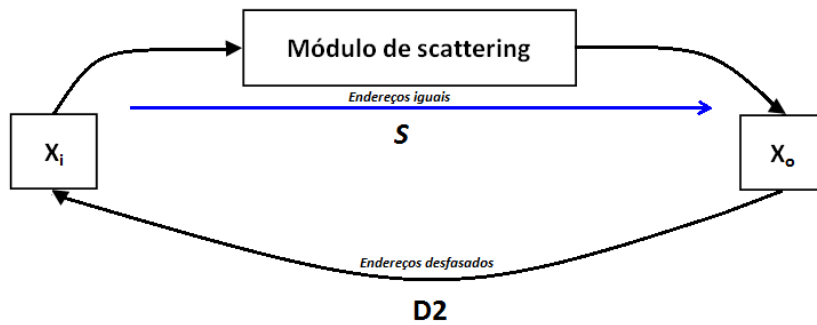 Módulo de scattering
Endereços iguais
S
Xi
Xo
Endereços desfasados
D2